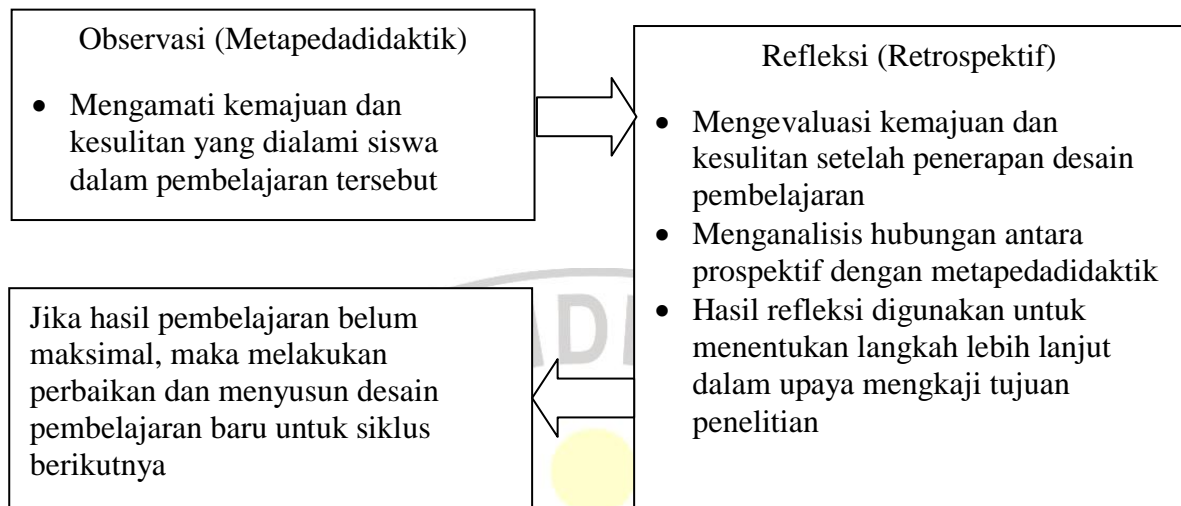 Observasi (Metapedadidaktik)
• Mengamati kemajuan dan
kesulitan yang dialami siswa
dalam pembelajaran tersebut
Refleksi (Retrospektif)
• Mengevaluasi kemajuan dan
kesulitan setelah penerapan desain
pembelajaran
• Menganalisis hubungan antara
prospektif dengan metapedadidaktik
• Hasil refleksi digunakan untuk
menentukan langkah lebih lanjut
dalam upaya mengkaji tujuan
penelitian
Jika hasil pembelajaran belum
maksimal, maka melakukan
perbaikan dan menyusun desain
pembelajaran baru untuk siklus
berikutnya